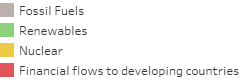 Fossil Fuels
Renewables
Nuclear
Financial flows to developing countries